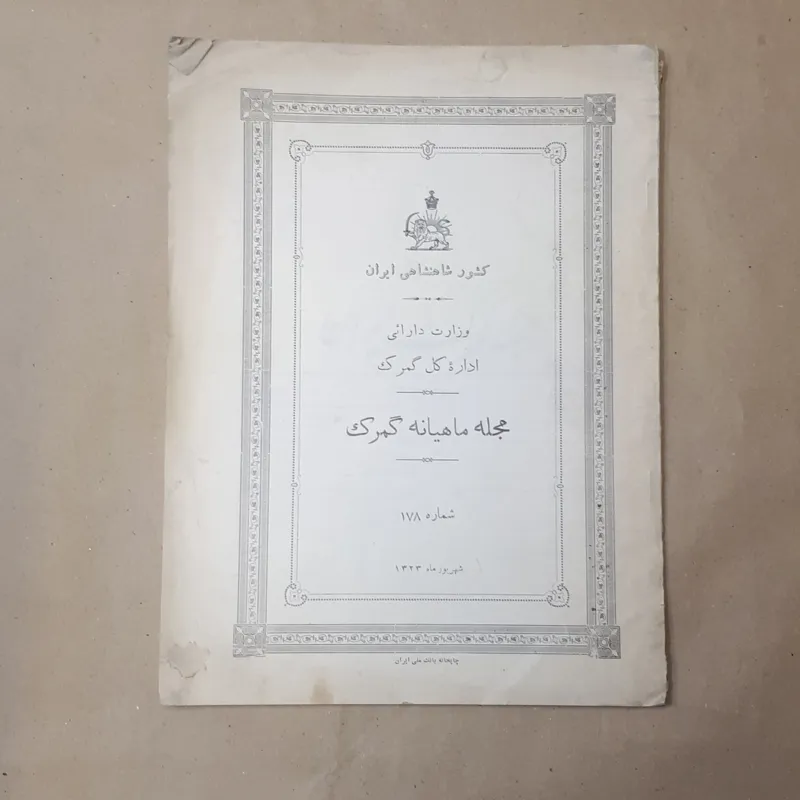 کشور شاهنشاهی ایران
وزارت دارائی
ادارهٔ کل گمرک
مجله ماهیانه گمرک
شماره ۱۷۸
شهریور ماه ۱۳۲۳
چاپخانه بانک ملی ایران